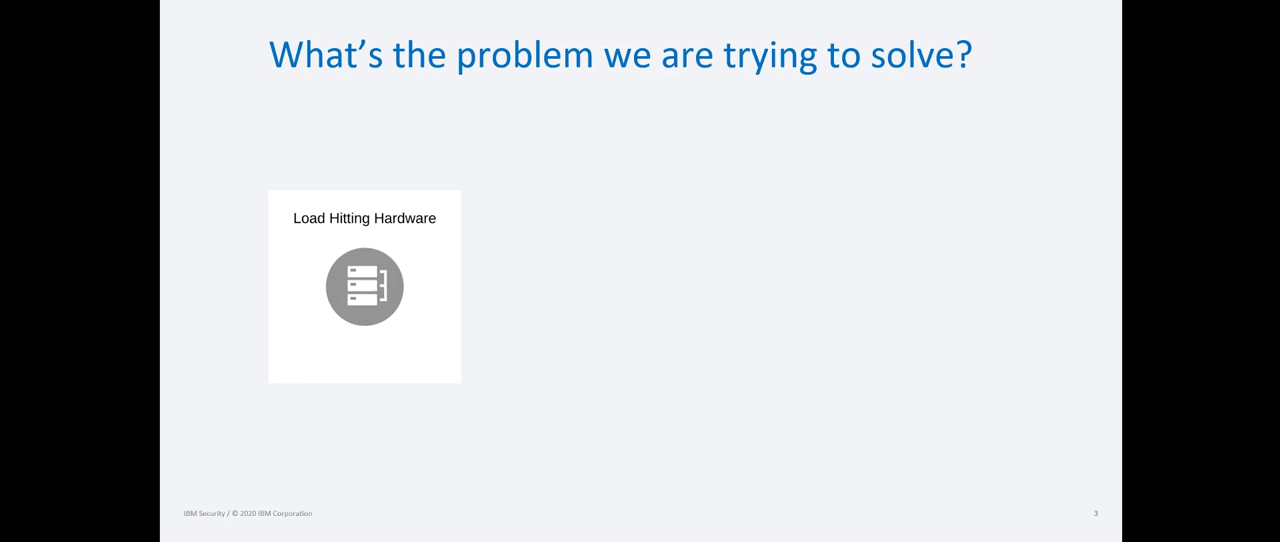 What’s the problem we are trying to solve?
Load Hitting Hardware
IBM Security / © 2020 IBM Corporation
3